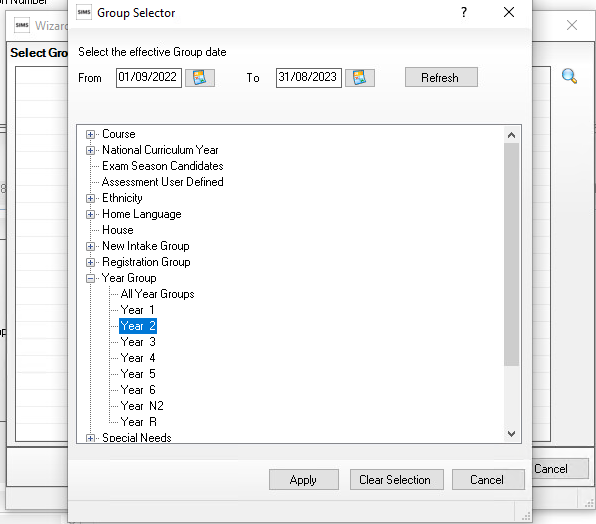 on Number
SIMS Wizard
SIMS Group Selector ?
Select Gro
Select the effective Group date
From 01/09/2022 To 31/08/2023 Refresh
Course
National Curriculum Year
Exam Season Candidates
Assessment User Defined
Ethnicity
Home Language
House
New Intake Group
Registration Group
Year Group
All Year Groups
Year 1
Year 2
Year 3
Year 4
Year 5
Year 6
Year N2
Year R
Special Needs
Apply Clear Selection Cancel
Cancel